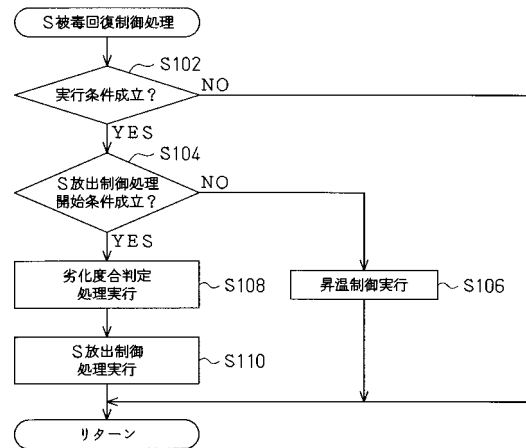 S被毒回復制御処理
S102
実行条件成立?
NO
YES
S104
S放出制御処理
開始条件成立?
NO
YES
劣化度合判定
処理実行
S108
昇温制御実行
S106
S放出制御
処理実行
S110
リターン